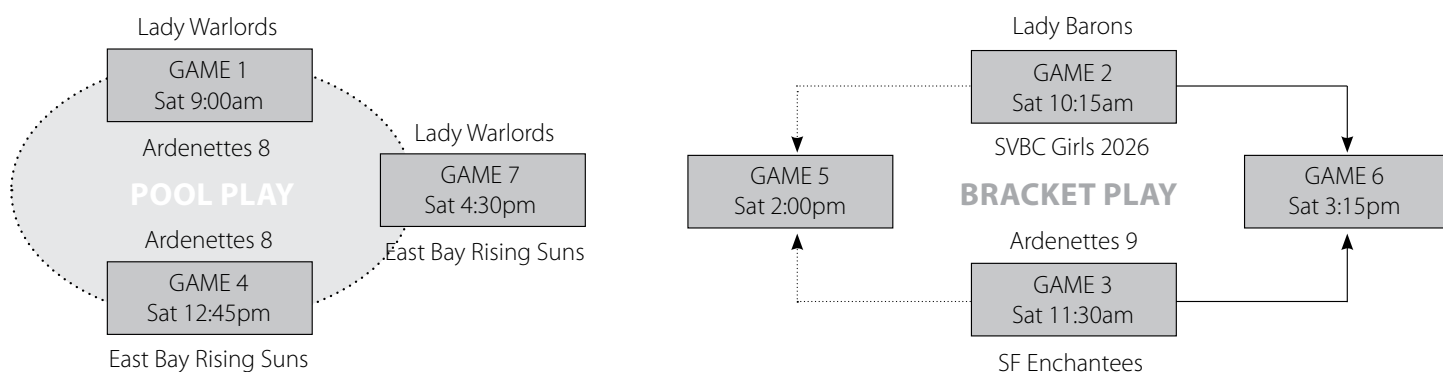 Lady Warlords
GAME 1
Sat 9:00am
Ardenettes 8
POOL PLAY
Lady Warlords
GAME 7
Sat 4:30pm
East Bay Rising Suns
Ardenettes 8
GAME 4
Sat 12:45pm
East Bay Rising Suns
Lady Barons
GAME 2
Sat 10:15am
SVBC Girls 2026
GAME 5
Sat 2:00pm
BRACKET PLAY
GAME 6
Sat 3:15pm
Ardenettes 9
GAME 3
Sat 11:30am
SF Enchantees